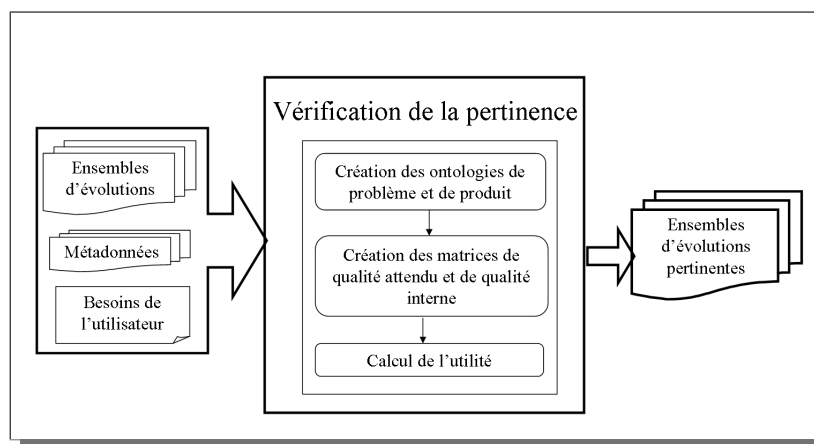 Vérification de la pertinence
Ensembles
d'évolutions
Métadonnées
Besoins de
l'utilisateur
Création des ontologies de
problème et de produit
Création des matrices de
qualité attendu et de qualité
interne
Calcul de l'utilité
Ensembles
d'évolutions
pertinentes